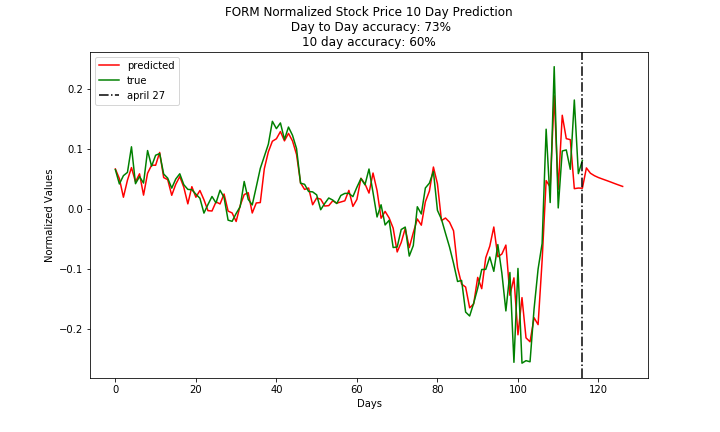 FORM Normalized Stock Price 10 Day Prediction
Day to Day accuracy: 73%
10 day accuracy: 60%
predicted
true
april 27
Normalized Values
0.2
0.1
0.0
−0.1
−0.2
0 20 40 60 80 100 120
Days